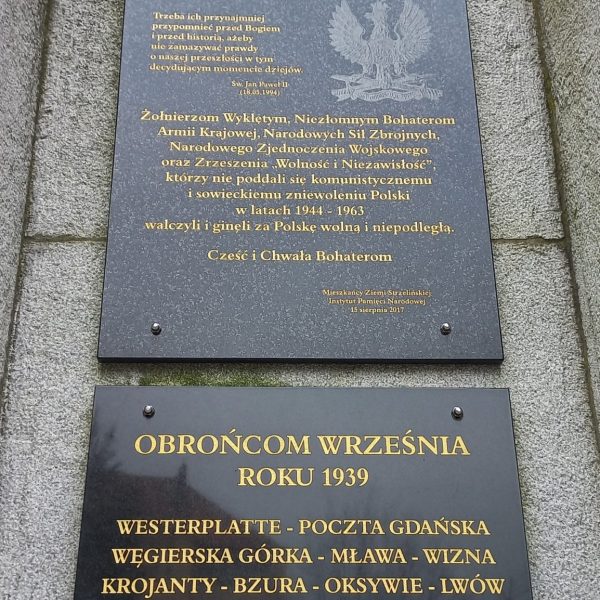 Trzeba ich przynajmniej
przypomnieć przed Bogiem
i przed historią, ażeby
nie zamazywać prawdy
o naszej przeszłości w tym
decydującym momencie dziejów.
Św. Jan Paweł II
(18.05.1994)
Żołnierzom Wyklętym, Niezłomnym Bohaterom
Armii Krajowej, Narodowych Sił Zbrojnych,
Narodowego Zjednoczenia Wojskowego
oraz Zrzeszenia „Wolność i Niezawisłość”,
którzy nie poddali się komunistycznemu
i sowieckiemu zniewoleniu Polski
w latach 1944 - 1963
walczyli i ginęli za Polskę wolną i niepodległą.
Cześć i Chwała Bohaterom
Mieszkańcy Ziemi Strzelińskiej
Instytut Pamięci Narodowej
15 sierpnia 2017
OBROŃCOM WRZEŚNIA
ROKU 1939
WESTERPLATTE - POCZTA GDAŃSKA
WĘGIERSKA GÓRKA - MŁAWA - WIZNA
KROJANTY - BZURA - OKSYWIE - LWÓW